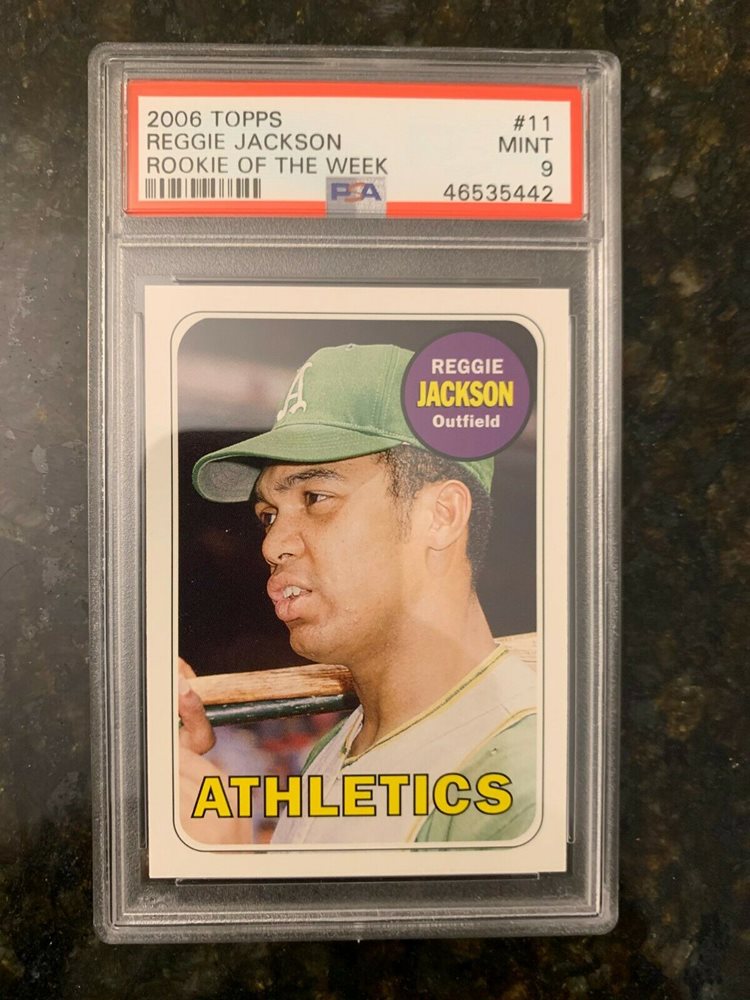 2006 TOPPS #11
REGGIE JACKSON MINT
ROOKIE OF THE WEEK 9
PSA 46535442
A
REGGIE
JACKSON
Outfield
ATHLETICS